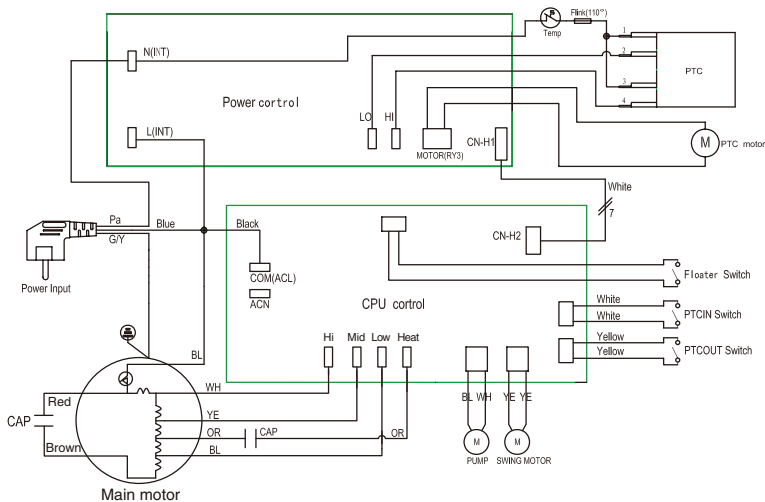 Temp
Flink(110°)
N(INT)
1
2
3
4
PTC
Power cortrol
L(INT)
LO HI
MOTOR(RY3)
CN-H1
M
PTC motor
White
7
Pa
Blue
G/Y
Black
Power Input
CN-H2
COM(ACL)
ACN
CPU cortrol
Floater Switch
White
White
PTCIN Switch
Yellow
Yellow
PTCOUT Switch
Hi Mid Low Heat
BL
WH
Red
YE
CAP
OR
CAP
OR
Brown
BL
BL WH
YE YE
M
M
PUMP
SWING MOTOR
Main motor